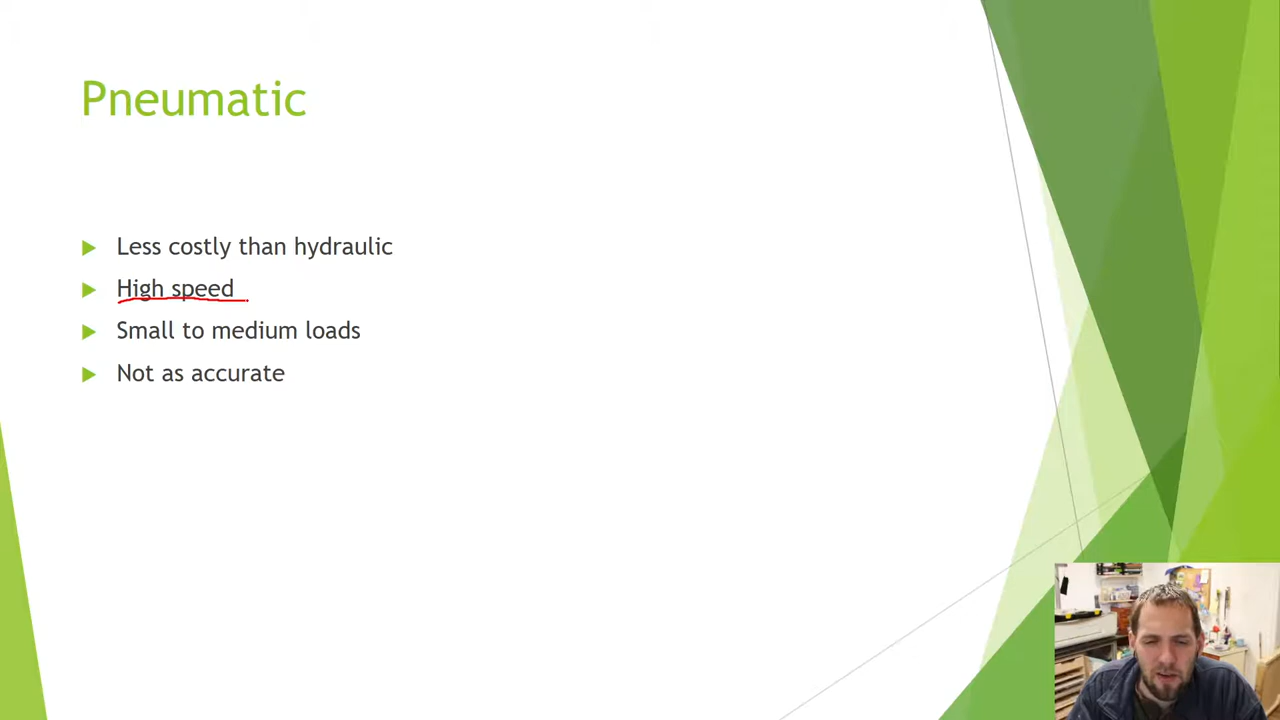 Pneumatic
Less costly than hydraulic
High speed
Small to medium loads
Not as accurate